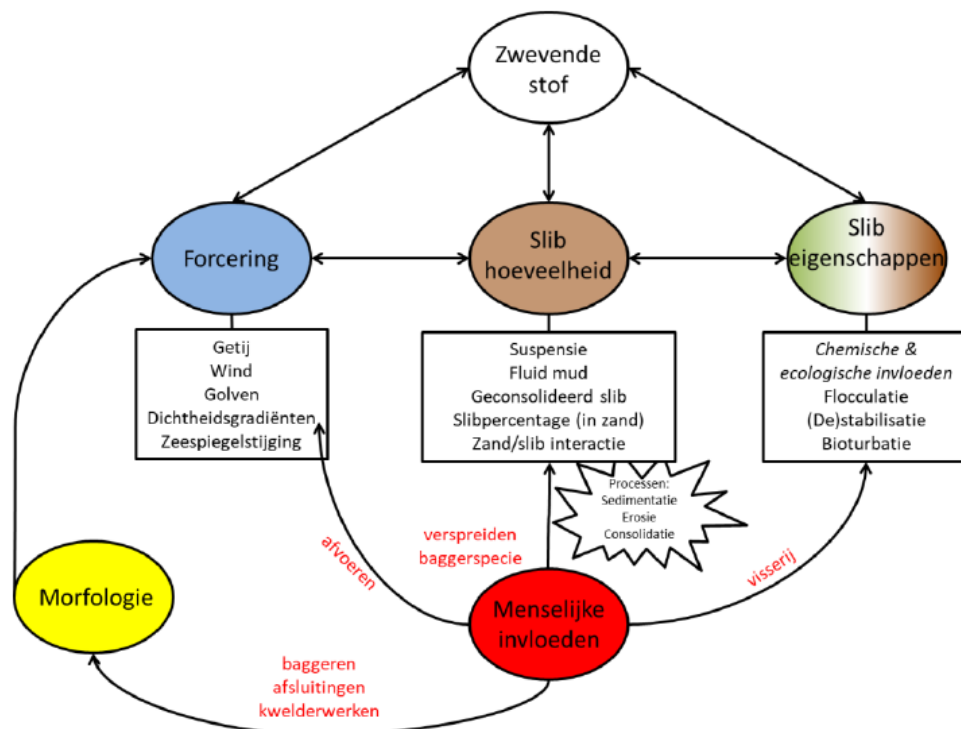 Zwevende
stof
Forcering
Slib
hoeveelheid
Slib
eigenschappen
Getij
Wind
Golven
Dichtheidsgradiënten
Zeespiegelstijging
Suspensie
Fluid mud
Geconsolideerd slib
Slibpercentage (in zand)
Zand/slib interactie
Chemische &
ecologische invloeden
Flocculatie
(De)stabilisatie
Bioturbatie
Processen:
Sedimentatie
Erosie
Consolidatie
afvoeren
verspreiden
baggerspecie
visserij
Morfologie
Menselijke
invloeden
baggeren
afsluitingen
kwelderwerken